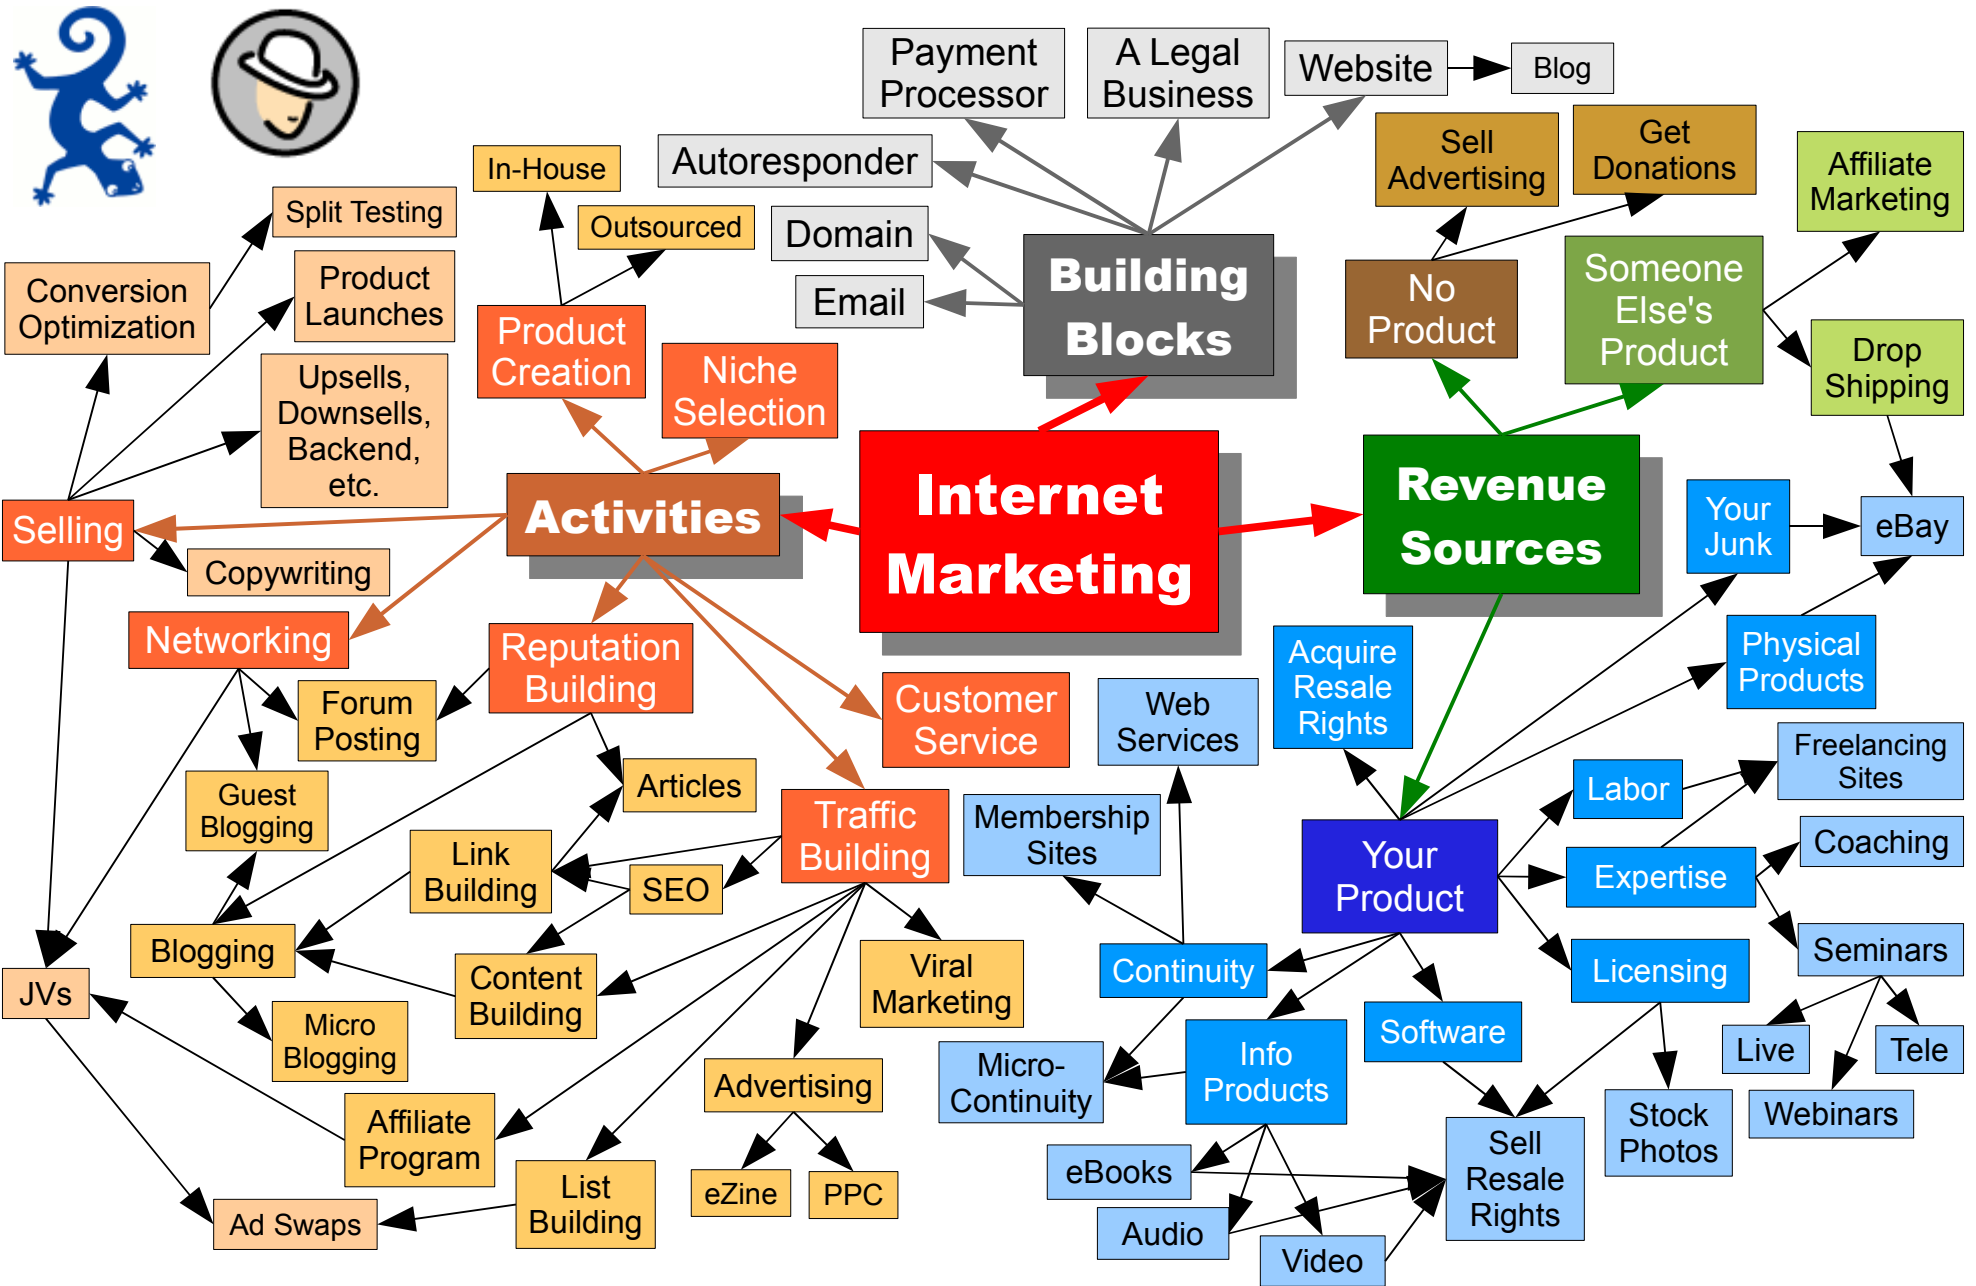 Payment
Processor
A Legal
Business
Website
Blog
Sell
Advertising
Get
Donations
Affiliate
Marketing
In-House
Autoresponder
Split Testing
Outsourced
Domain
Email
Building
Blocks
No
Product
Someone
Else's
Product
Drop
Shipping
Conversion
Optimization
Product
Launches
Upsells,
Downsells,
Backend,
etc.
Product
Creation
Niche
Selection
Selling
Activities
Internet
Marketing
Revenue
Sources
Your
Junk
eBay
Copywriting
Networking
Reputation
Building
Forum
Posting
Customer
Service
Web
Services
Acquire
Resale
Rights
Physical
Products
Guest
Blogging
Articles
Traffic
Building
Membership
Sites
Your
Product
Labor
Freelancing
Sites
Link
Building
SEO
Expertise
Coaching
Blogging
Content
Building
Viral
Marketing
Continuity
Licensing
Seminars
JVs
Micro
Blogging
Advertising
Micro-
Continuity
Info
Products
Software
Live
Tele
Affiliate
Program
Stock
Photos
Webinars
Ad Swaps
List
Building
eZine
PPC
eBooks
Audio
Video
Sell
Resale
Rights